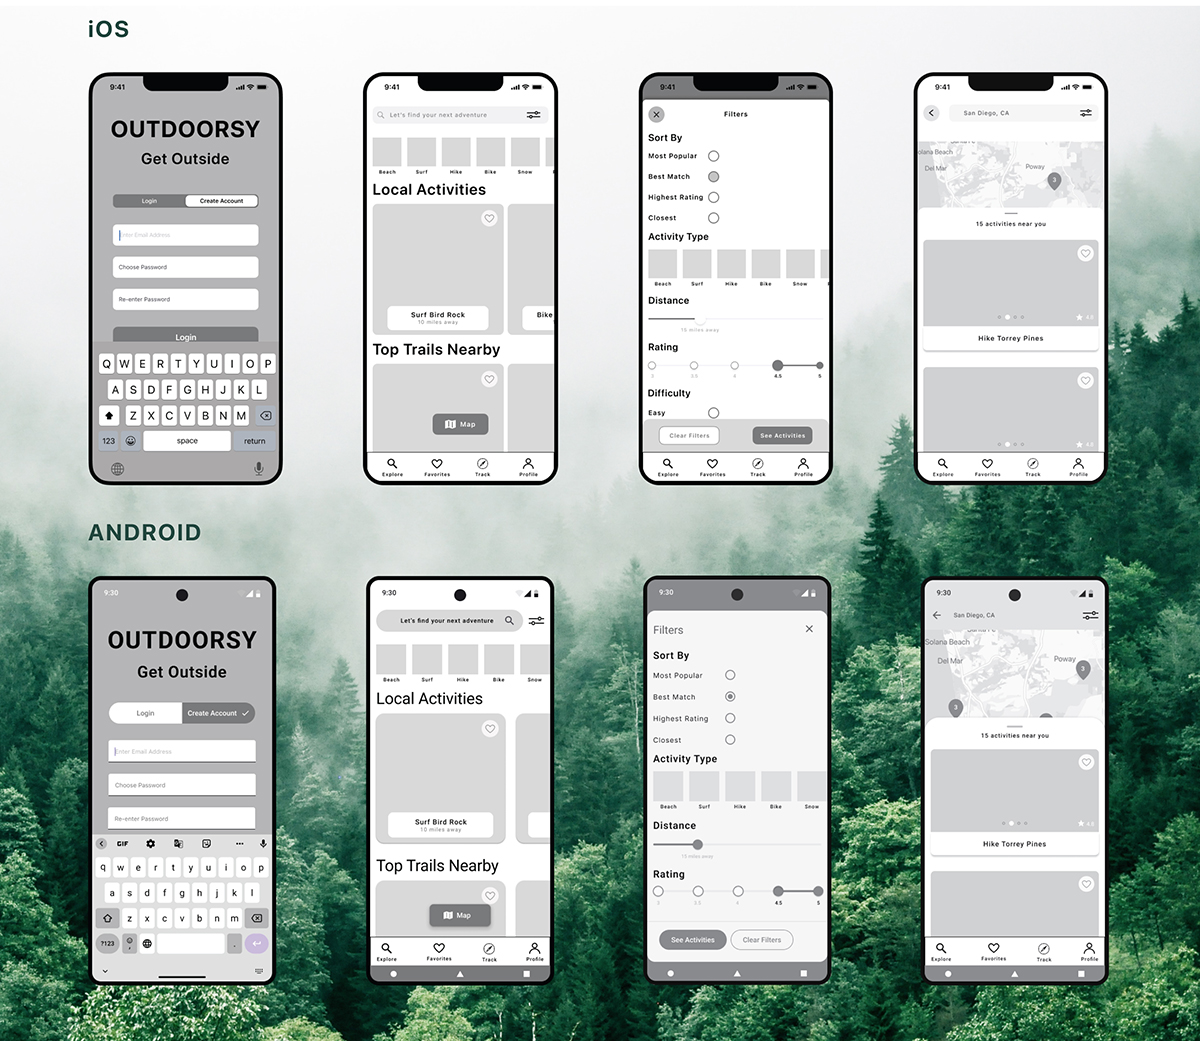 iOS
9:41
OUTDOORSY
Get Outside
Login
Create Account
Enter Email Address
Choose Password
Re-enter Password
Login
Q W E R T Y U I O P
A S D F G H J K L
Z X C V B N M
123 space return
9:41
Let's find your next adventure
Beach Surf Hike Bike Snow
Local Activities
Surf Bird Rock
10 miles away
Bike
Top Trails Nearby
Map
Explore Favorites Track Profile
9:41
Filters
Sort By
Most Popular
Best Match
Highest Rating
Closest
Activity Type
Beach Surf Hike Bike Snow
Distance
15 miles away
Rating
3 3.5 4 4.5 5
Difficulty
Easy
Clear Filters
See Activities
Explore Favorites Track Profile
9:41
San Diego, CA
Solana Beach
Del Mar
Poway
3
15 activities near you
4.8
Hike Torrey Pines
4.8
Explore Favorites Track Profile
ANDROID
9:30
OUTDOORSY
Get Outside
Login
Create Account
Enter Email Address
Choose Password
Re-enter Password
GIF
q w e r t y u i o p
a s d f g h j k l
z x c v b n m
?123 , .
9:30
Let's find your next adventure
Beach Surf Hike Bike Snow
Local Activities
Surf Bird Rock
10 miles away
Top Trails Nearby
Map
Explore Favorites Track Profile
9:30
Filters
Sort By
Most Popular
Best Match
Highest Rating
Closest
Activity Type
Beach Surf Hike Bike Snow
Distance
15 miles away
Rating
3 3.5 4 4.5 5
See Activities
Clear Filters
9:30
San Diego, CA
Santa Fe
Solana Beach
Del Mar
Poway
3
3
15 activities near you
4.8
Hike Torrey Pines
Explore Favorites Track Profile